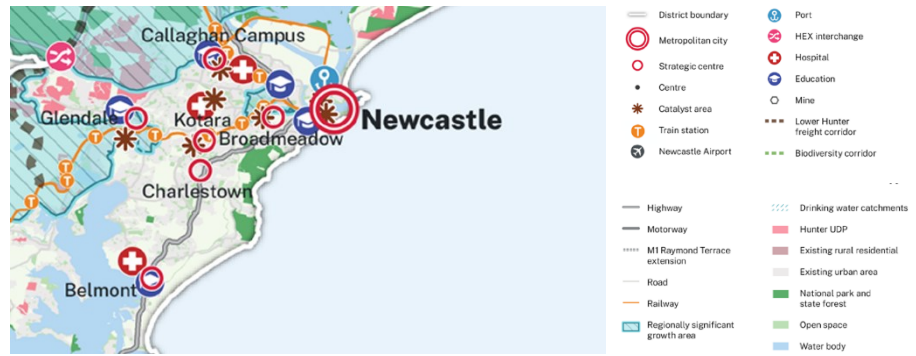 Callaghan Campus
Glendale
Kotara
Newcastle
Broadmeadow
Charlestown
Belmont
T
T
T
T
T
T
T
T
District boundary
Metropolitan city
Strategic centre
Centre
Catalyst area
T Train station
Newcastle Airport
Port
HEX interchange
Hospital
Education
Mine
Lower Hunter
freight corridor
Biodiversity corridor
Highway
Motorway
M1 Raymond Terrace
extension
Road
Railway
Regionally significant
growth area
Drinking water catchments
Hunter UDP
Existing rural residential
Existing urban area
National park and
state forest
Open space
Water body